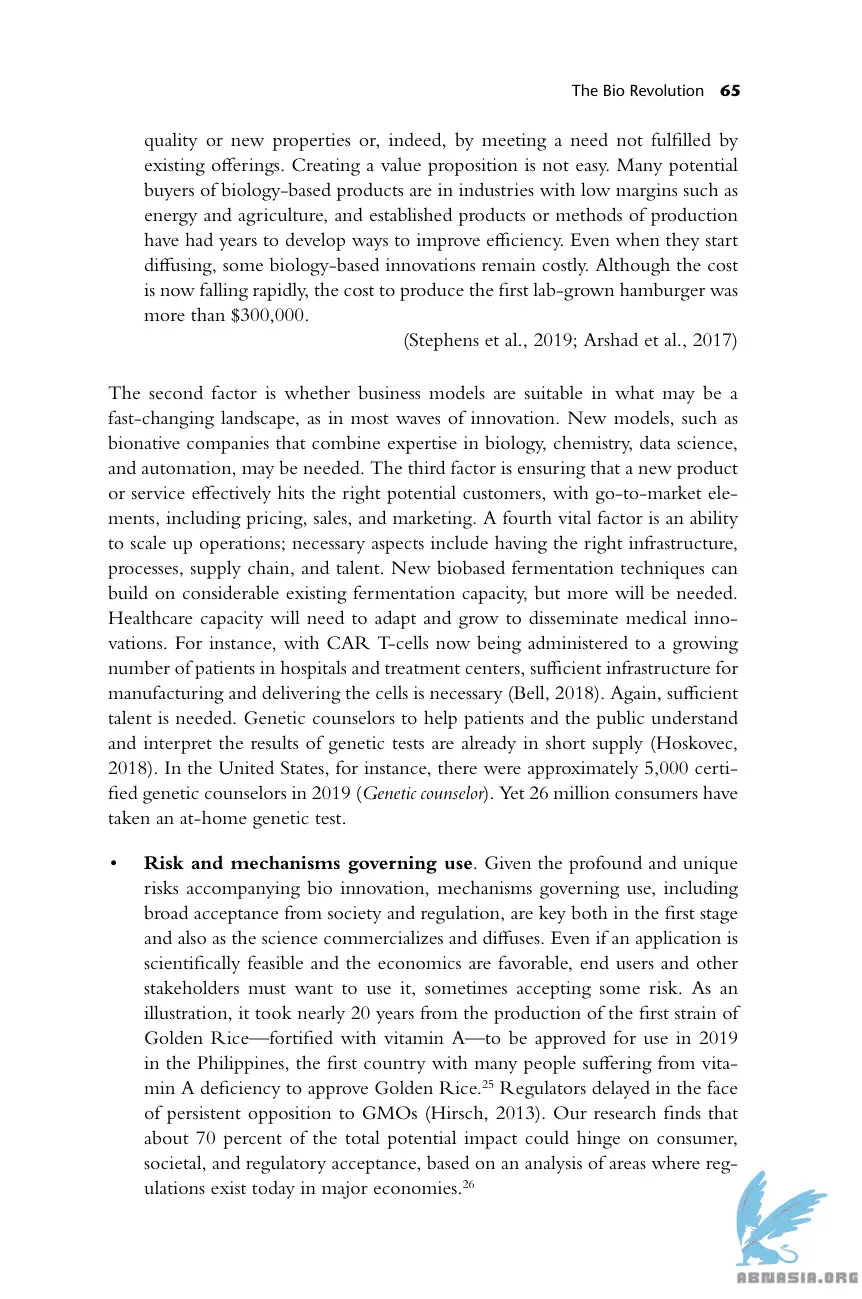 The Bio Revolution 65
quality or new properties or, indeed, by meeting a need not fulfilled by
existing offerings. Creating a value proposition is not easy. Many potential
buyers of biology-based products are in industries with low margins such as
energy and agriculture, and established products or methods of production
have had years to develop ways to improve efficiency. Even when they start
diffusing, some biology-based innovations remain costly. Although the cost
is now falling rapidly, the cost to produce the first lab-grown hamburger was
more than $300,000.
(Stephens et al., 2019; Arshad et al., 2017)
The second factor is whether business models are suitable in what may be a
fast-changing landscape, as in most waves of innovation. New models, such as
bionative companies that combine expertise in biology, chemistry, data science,
and automation, may be needed. The third factor is ensuring that a new product
or service effectively hits the right potential customers, with go-to-market ele-
ments, including pricing, sales, and marketing. A fourth vital factor is an ability
to scale up operations; necessary aspects include having the right infrastructure,
processes, supply chain, and talent. New biobased fermentation techniques can
build on considerable existing fermentation capacity, but more will be needed.
Healthcare capacity will need to adapt and grow to disseminate medical inno-
vations. For instance, with CAR T-cells now being administered to a growing
number of patients in hospitals and treatment centers, sufficient infrastructure for
manufacturing and delivering the cells is necessary (Bell, 2018). Again, sufficient
talent is needed. Genetic counselors to help patients and the public understand
and interpret the results of genetic tests are already in short supply (Hoskovec,
2018). In the United States, for instance, there were approximately 5,000 certi-
fied genetic counselors in 2019 (Genetic counselor). Yet 26 million consumers have
taken an at-home genetic test.
• Risk and mechanisms governing use. Given the profound and unique
risks accompanying bio innovation, mechanisms governing use, including
broad acceptance from society and regulation, are key both in the first stage
and also as the science commercializes and diffuses. Even if an application is
scientifically feasible and the economics are favorable, end users and other
stakeholders must want to use it, sometimes accepting some risk. As an
illustration, it took nearly 20 years from the production of the first strain of
Golden Rice—fortified with vitamin A—to be approved for use in 2019
in the Philippines, the first country with many people suffering from vita-
min A deficiency to approve Golden Rice.25 Regulators delayed in the face
of persistent opposition to GMOs (Hirsch, 2013). Our research finds that
about 70 percent of the total potential impact could hinge on consumer,
societal, and regulatory acceptance, based on an analysis of areas where reg-
ulations exist today in major economies.26
ABNASIA.ORG